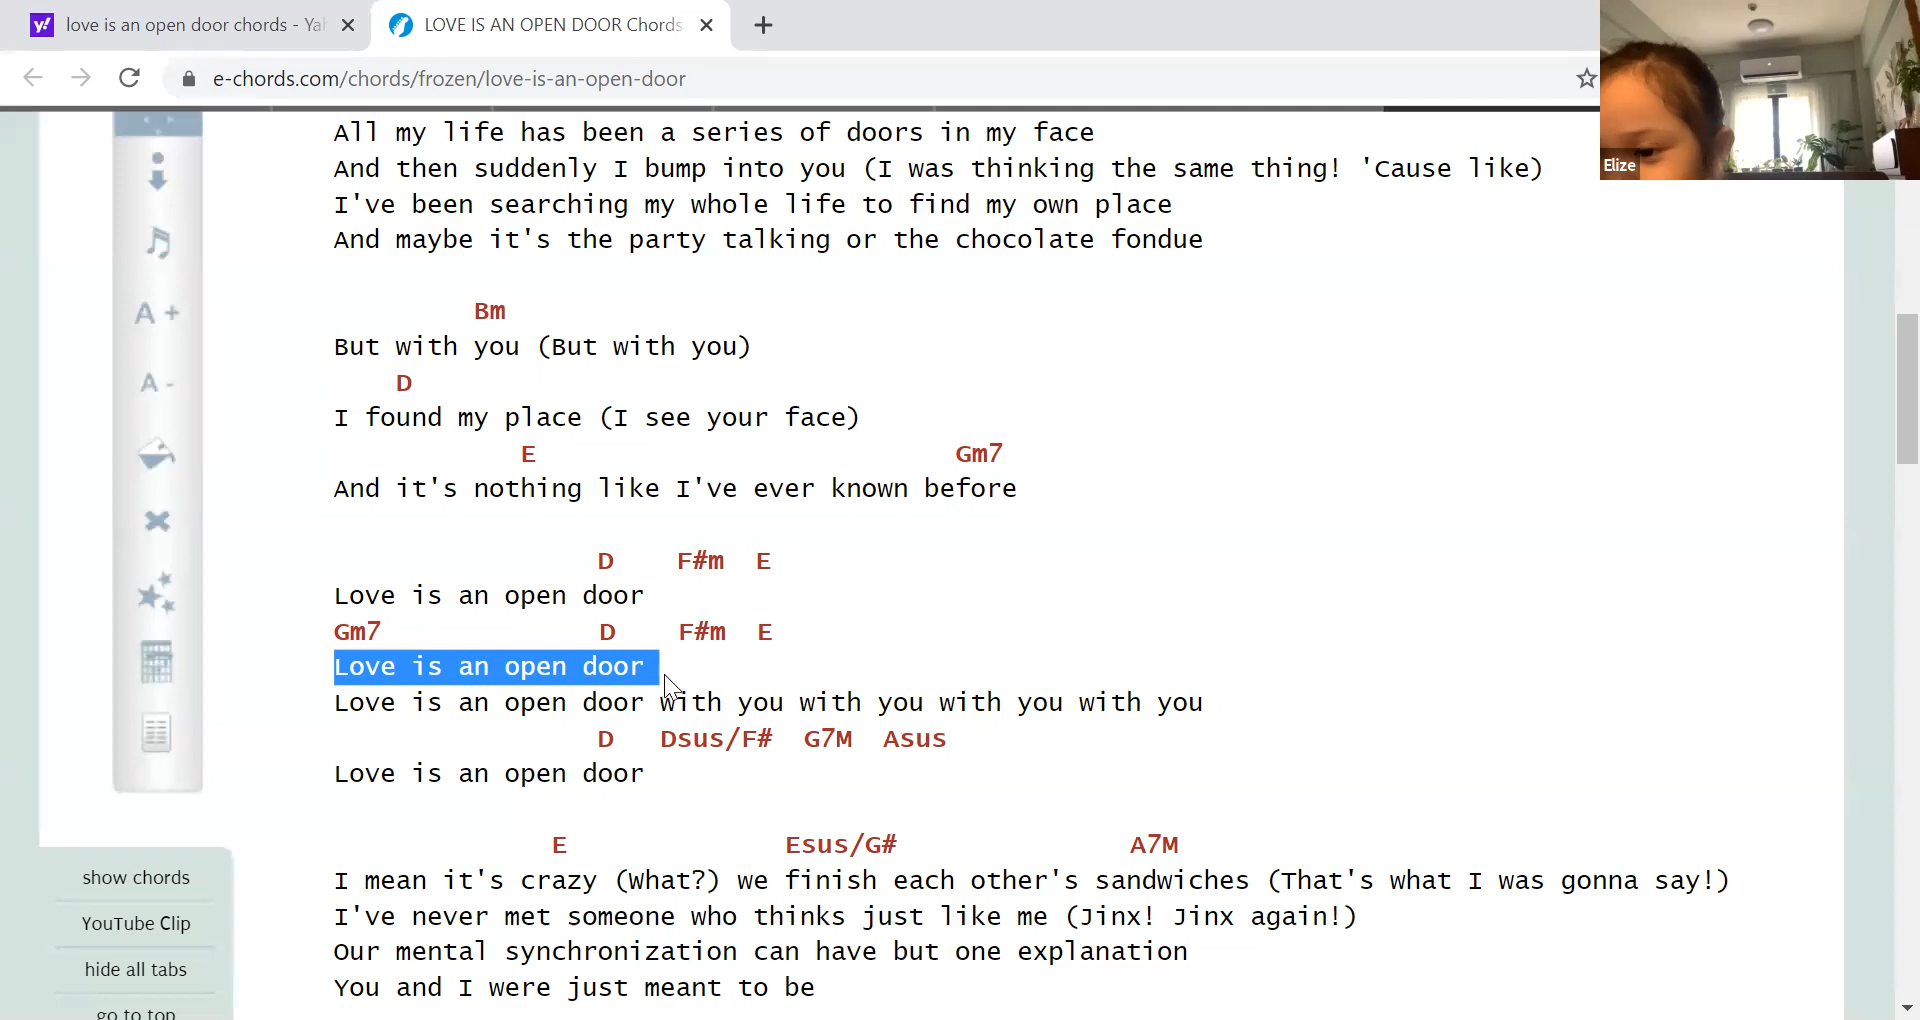 love is an open door chords - Yah
LOVE IS AN OPEN DOOR Chords
e-chords.com/chords/frozen/love-is-an-open-door
Elize
All my life has been a series of doors in my face
And then suddenly I bump into you (I was thinking the same thing! 'Cause like)
I've been searching my whole life to find my own place
And maybe it's the party talking or the chocolate fondue
Bm
But with you (But with you)
D
I found my place (I see your face)
E Gm7
And it's nothing like I've ever known before
D F#m E
Love is an open door
Gm7 D F#m E
Love is an open door
Love is an open door with you with you with you with you
D Dsus/F# G7M Asus
Love is an open door
E Esus/G# A7M
I mean it's crazy (What?) we finish each other's sandwiches (That's what I was gonna say!)
I've never met someone who thinks just like me (Jinx! Jinx again!)
Our mental synchronization can have but one explanation
You and I were just meant to be
A +
A -
show chords
YouTube Clip
hide all tabs
go to top